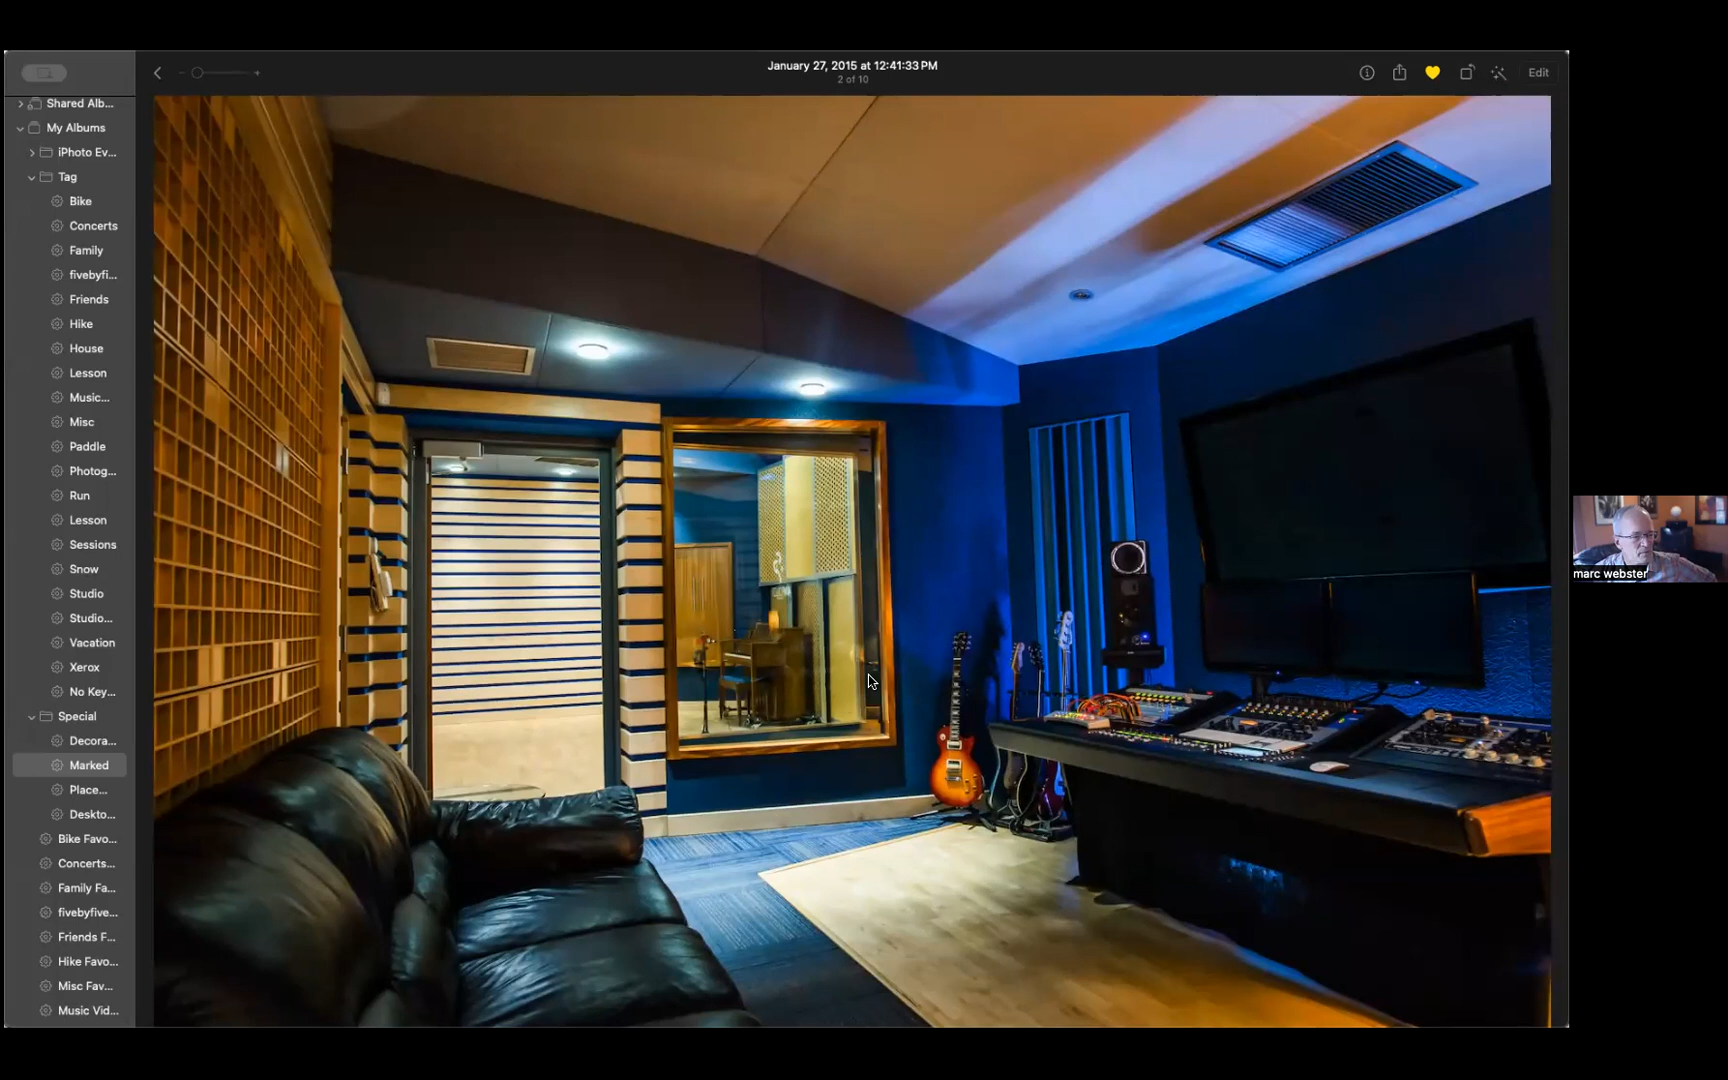 January 27, 2015 at 12:41:33 PM
2 of 10
Edit
Shared Alb...
My Albums
iPhoto Ev...
Tag
Bike
Concerts
Family
fivebyfi...
Friends
Hike
House
Lesson
Music...
Misc
Paddle
Photog...
Run
Lesson
Sessions
Snow
Studio
Studio...
Vacation
Xerox
No Key...
Special
Decora...
Marked
Place...
Deskto...
Bike Favo...
Concerts...
Family Fa...
fivebyfive...
Friends F...
Hike Favo...
Misc Fav...
Music Vid...
marc webster